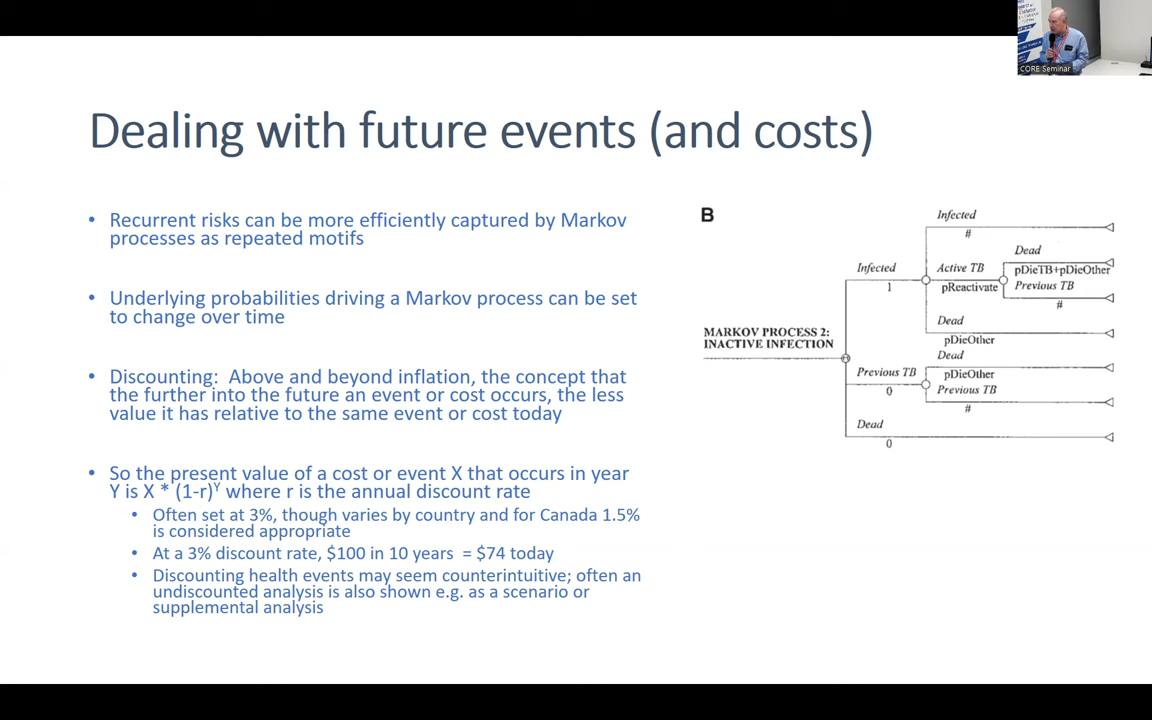 Dealing with future events (and costs)
• Recurrent risks can be more efficiently captured by Markov
processes as repeated motifs
• Underlying probabilities driving a Markov process can be set
to change over time
• Discounting: Above and beyond inflation, the concept that
the further into the future an event or cost occurs, the less
value it has relative to the same event or cost today
• So the present value of a cost or event X that occurs in year
Y is X * (1-r)^Y where r is the annual discount rate
• Often set at 3%, though varies by country and for Canada 1.5%
is considered appropriate
• At a 3% discount rate, $100 in 10 years = $74 today
• Discounting health events may seem counterintuitive; often an
undiscounted analysis is also shown e.g. as a scenario or
supplemental analysis
B
MARKOV PROCESS 2:
INACTIVE INFECTION
Infected
1
Infected
#
Active TB
pReactivate
Dead
pDieTB+pDieOther
Previous TB
#
Dead
pDieOther
Previous TB
0
Dead
pDieOther
Previous TB
#
Dead
0
CORE Seminar